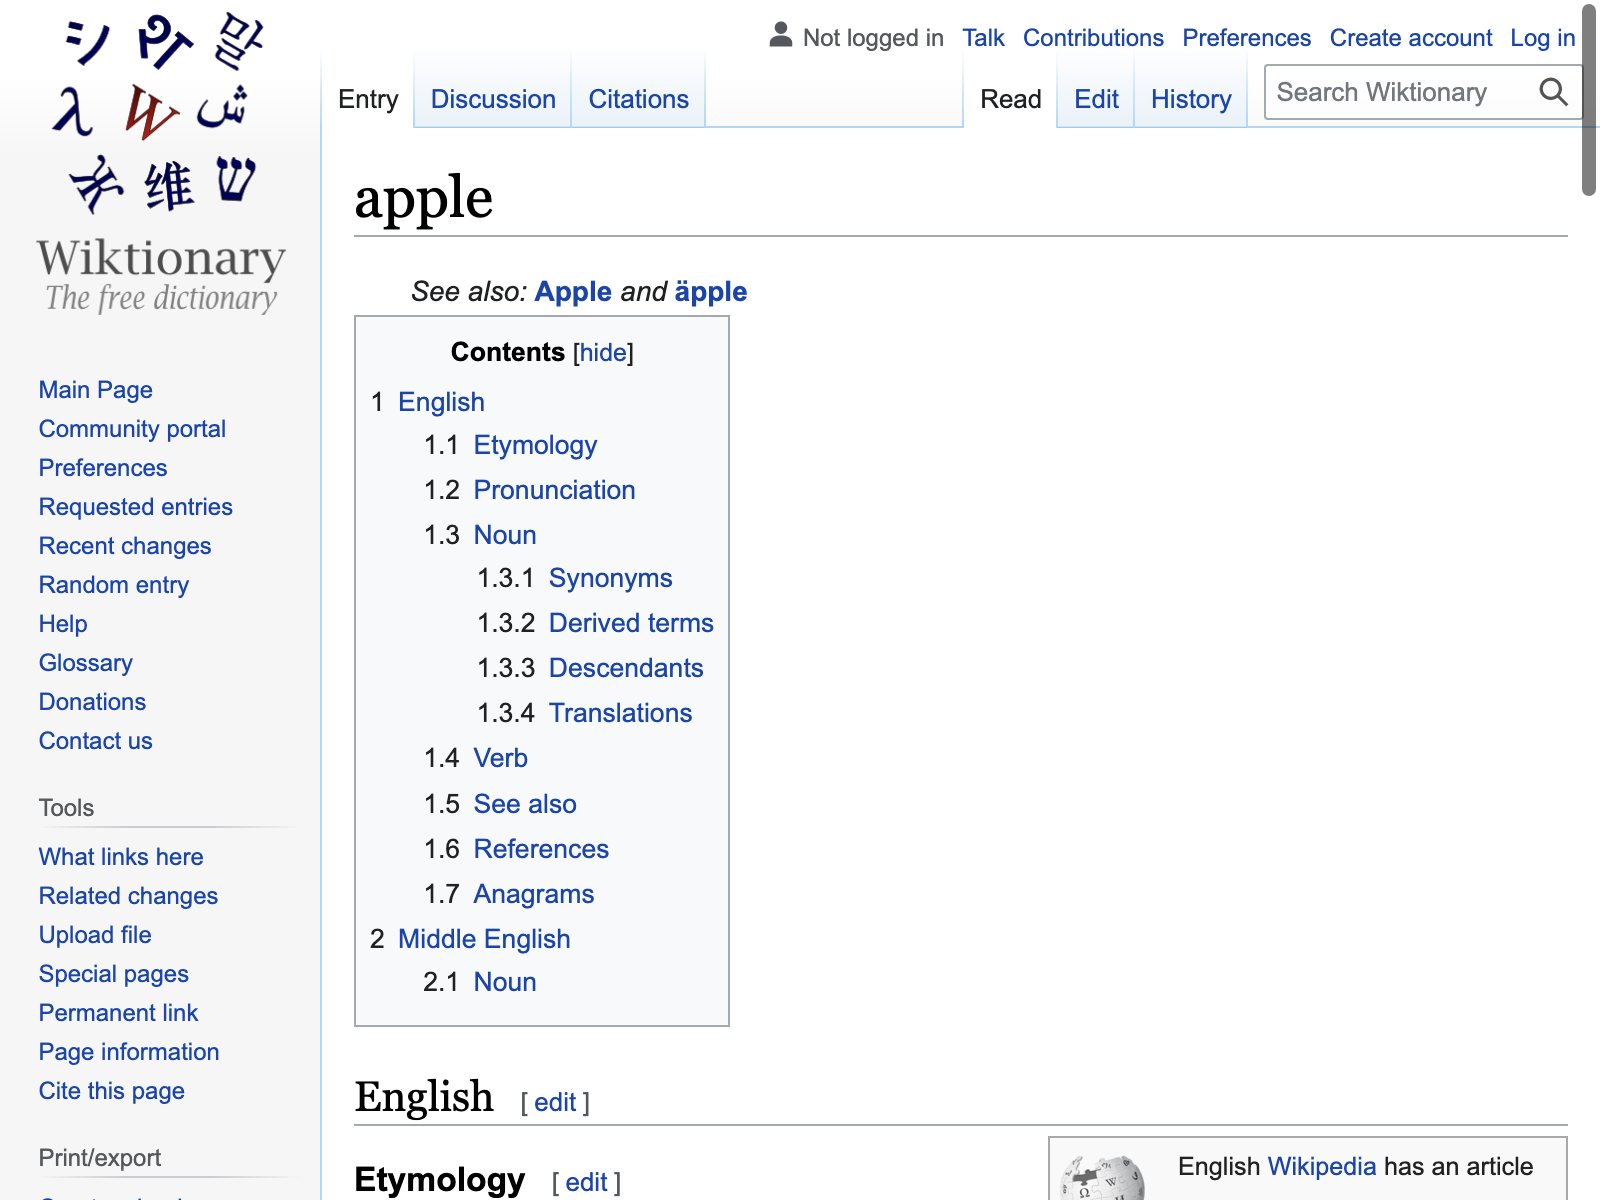 シ የ 말
λ W ش
ψ 维 ש
Wiktionary
The free dictionary
Not logged in Talk Contributions Preferences Create account Log in
Entry Discussion Citations Read Edit History Search Wiktionary
apple
See also: Apple and äpple
Contents [hide]
1 English
1.1 Etymology
1.2 Pronunciation
1.3 Noun
1.3.1 Synonyms
1.3.2 Derived terms
1.3.3 Descendants
1.3.4 Translations
1.4 Verb
1.5 See also
1.6 References
1.7 Anagrams
2 Middle English
2.1 Noun
Main Page
Community portal
Preferences
Requested entries
Recent changes
Random entry
Help
Glossary
Donations
Contact us
Tools
What links here
Related changes
Upload file
Special pages
Permanent link
Page information
Cite this page
Print/export
English [ edit ]
Etymology [ edit ]
English Wikipedia has an article